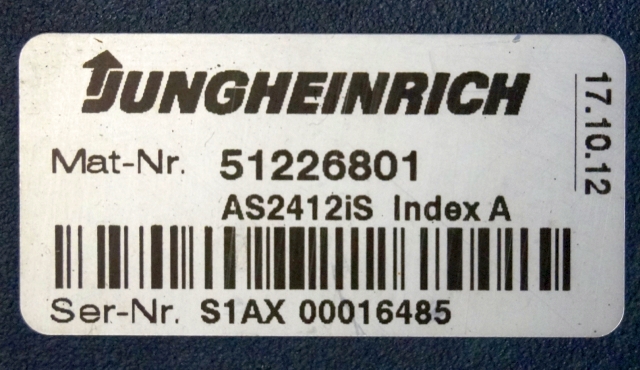 JUNGHEINRICH
17.10.12
Mat-Nr. 51226801
AS2412iS Index A
Ser-Nr. S1AX 00016485